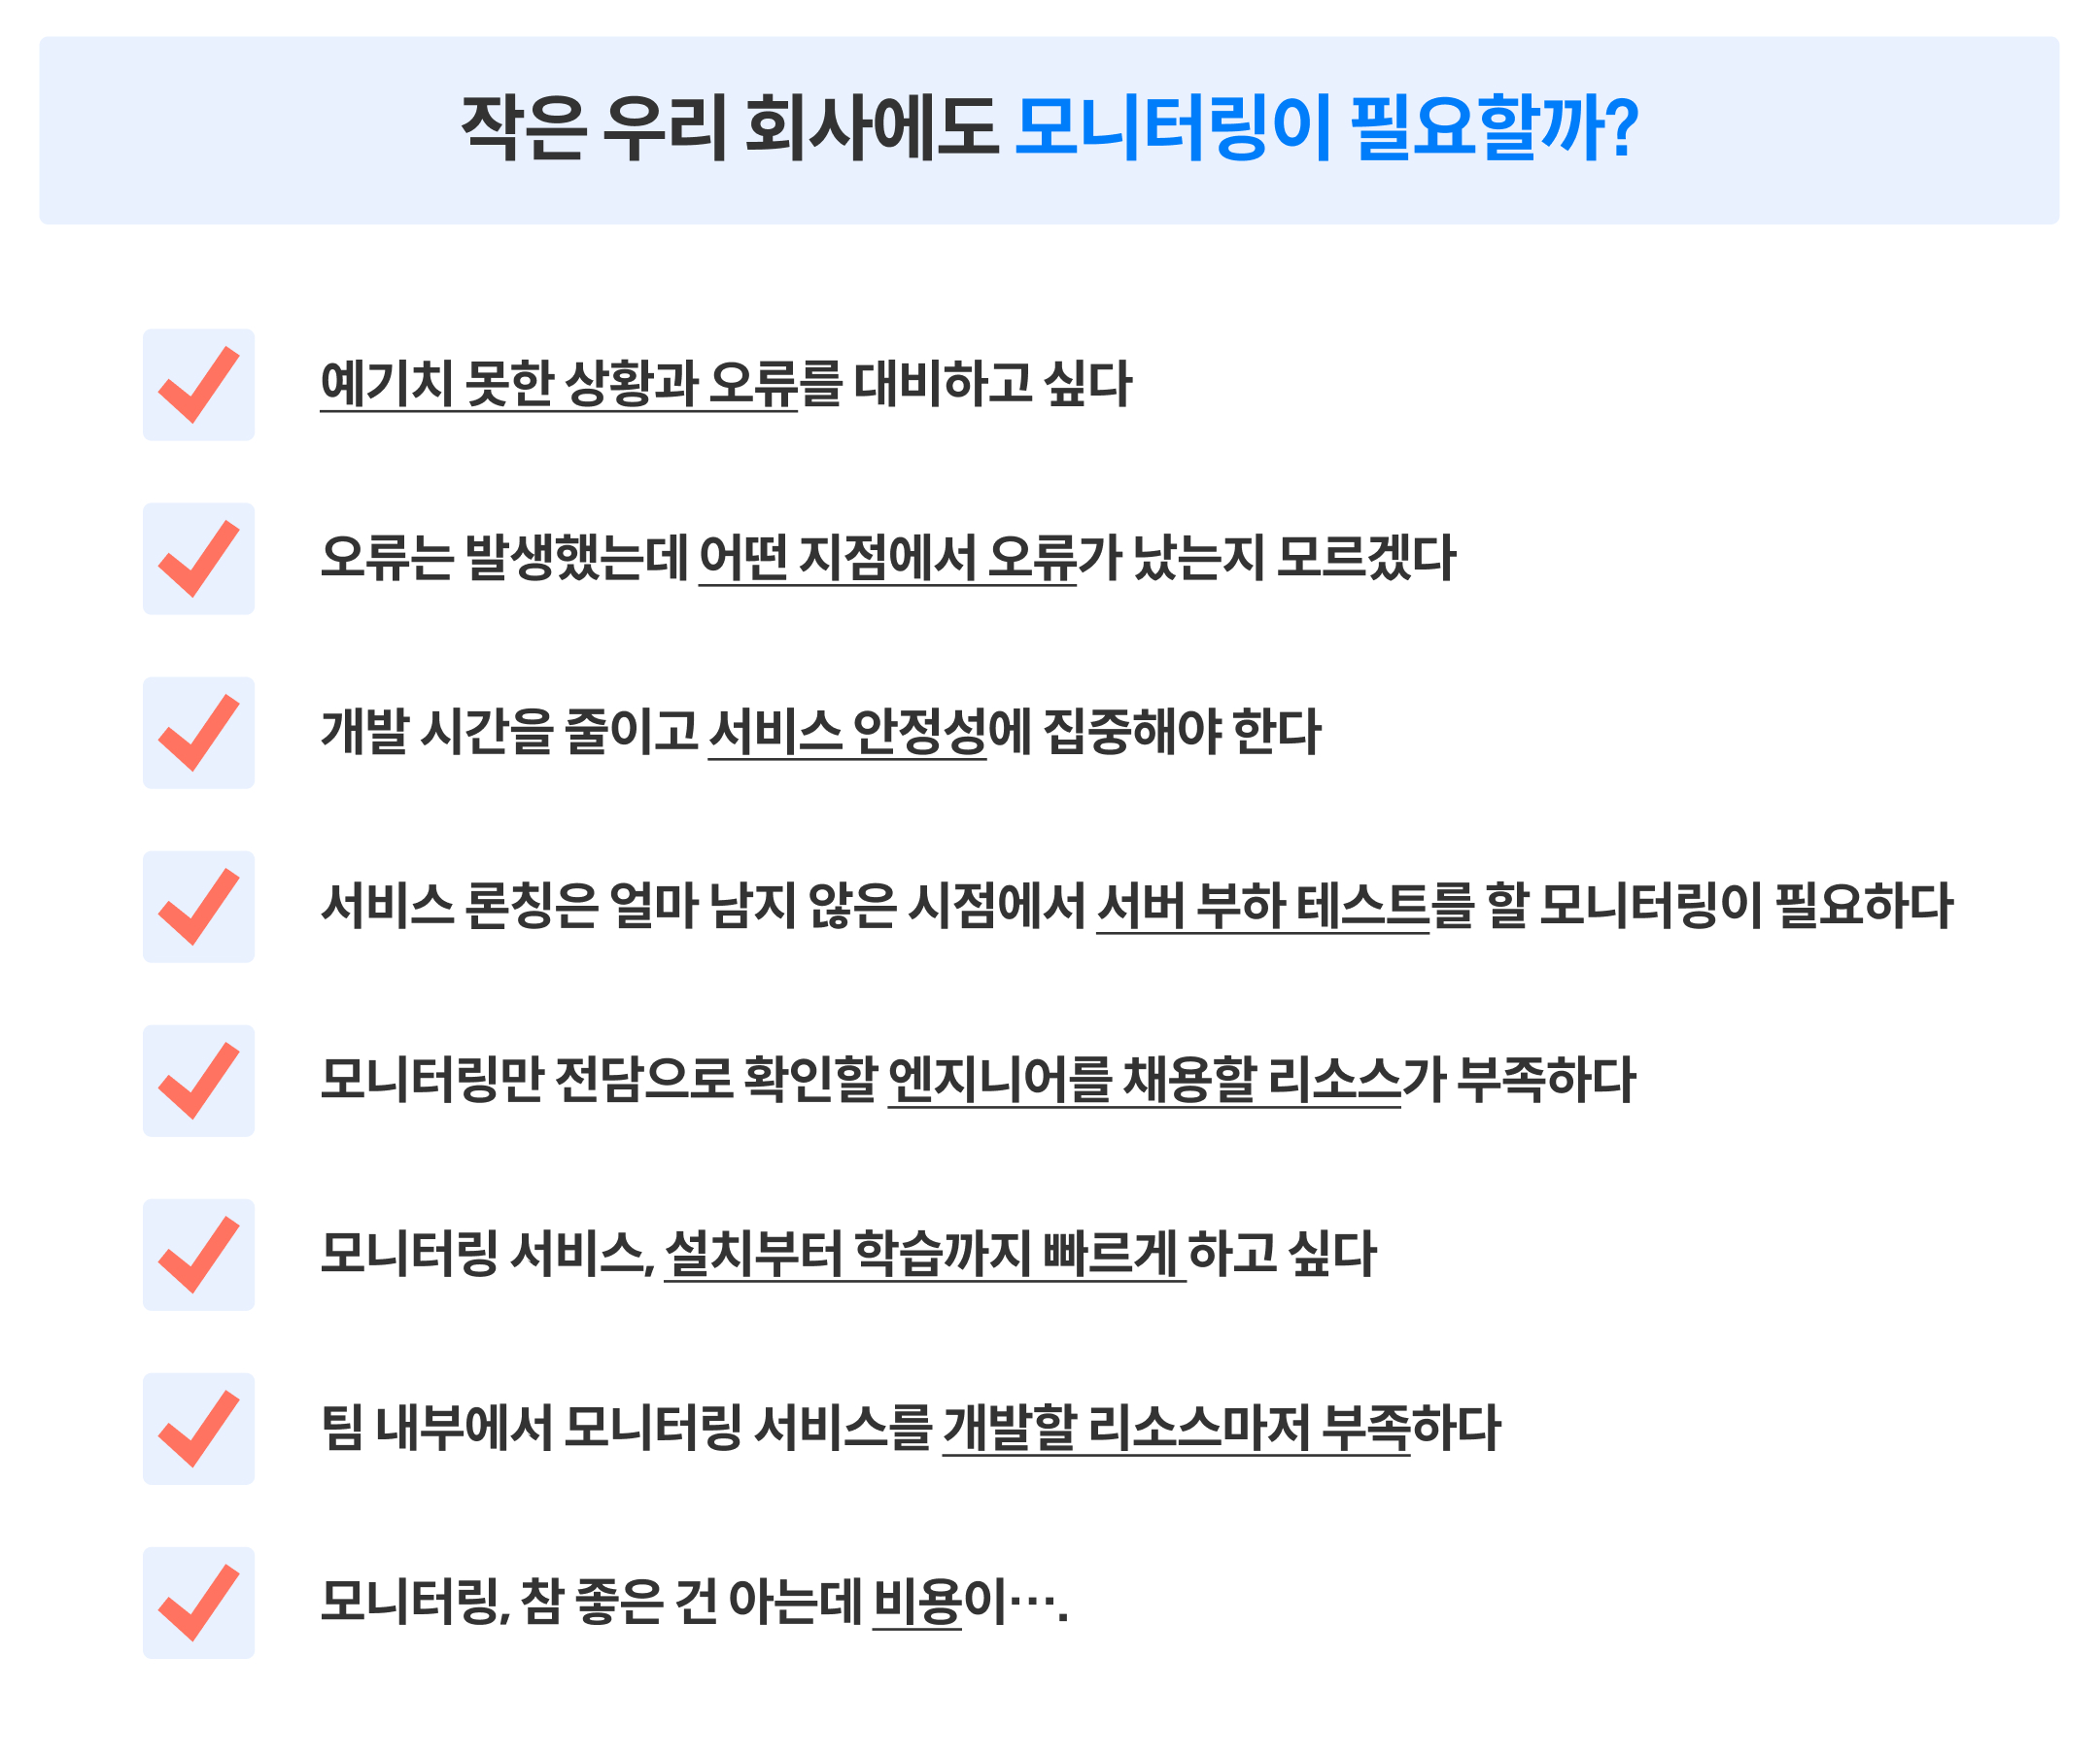 작은 우리 회사에도 모니터링이 필요할까?
예기치 못한 상황과 오류를 대비하고 싶다
오류는 발생했는데 어떤 지점에서 오류가 났는지 모르겠다
개발 시간을 줄이고 서비스 안정성에 집중해야 한다
서비스 론칭은 얼마 남지 않은 시점에서 서버 부하 테스트를 할 모니터링이 필요하다
모니터링만 전담으로 확인할 엔지니어를 채용할 리소스가 부족하다
모니터링 서비스, 설치부터 학습까지 빠르게 하고 싶다
팀 내부에서 모니터링 서비스를 개발할 리소스마저 부족하다
모니터링, 참 좋은 건 아는데 비용이….